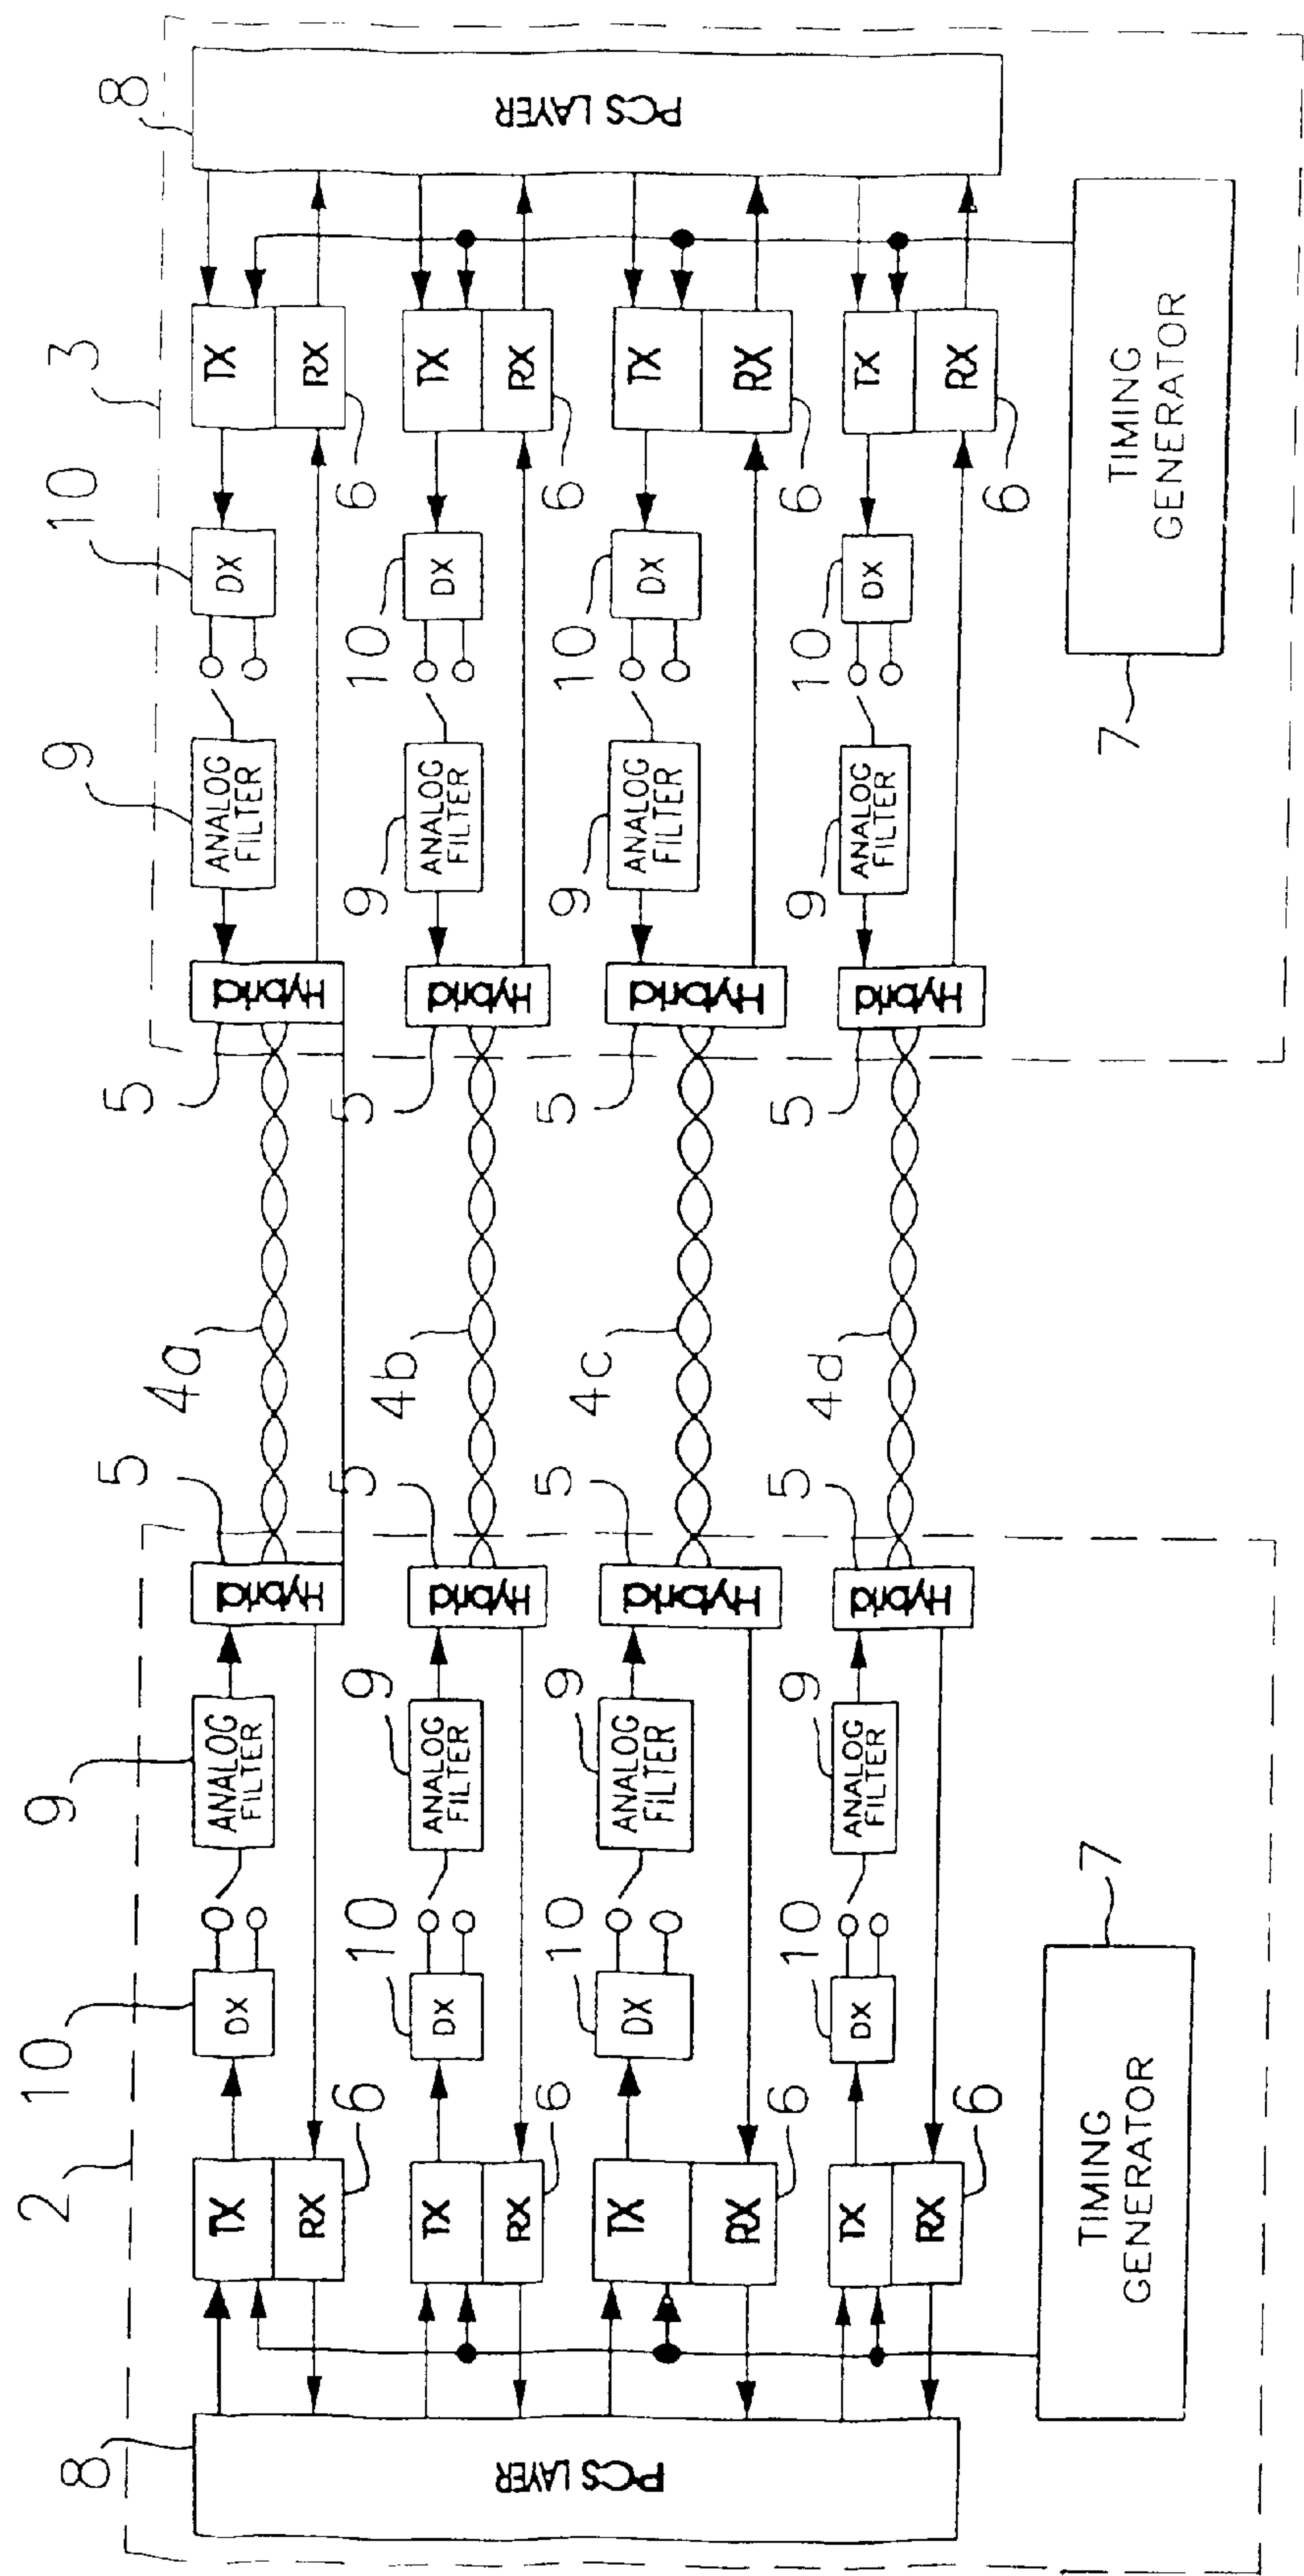 2
3
8
PCS LAYER
TX
RX
6
10
DX
9
ANALOG
FILTER
5
Hybrid
4a
5
Hybrid
9
ANALOG
FILTER
10
DX
TX
RX
6
8
PCS LAYER
TX
RX
6
10
DX
9
ANALOG
FILTER
5
Hybrid
4b
5
Hybrid
9
ANALOG
FILTER
10
DX
TX
RX
6
TX
RX
6
10
DX
9
ANALOG
FILTER
5
Hybrid
4c
5
Hybrid
9
ANALOG
FILTER
10
DX
TX
RX
6
TX
RX
6
10
DX
9
ANALOG
FILTER
5
Hybrid
4d
5
Hybrid
9
ANALOG
FILTER
10
DX
TX
RX
6
7
TIMING
GENERATOR
7
TIMING
GENERATOR